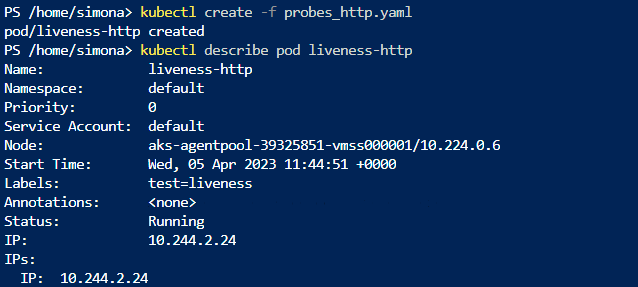 PS /home/simona> kubectl create -f probes_http.yaml
pod/liveness-http created
PS /home/simona> kubectl describe pod liveness-http
Name:             liveness-http
Namespace:        default
Priority:         0
Service Account:  default
Node:             aks-agentpool-39325851-vmss000001/10.224.0.6
Start Time:       Wed, 05 Apr 2023 11:44:51 +0000
Labels:           test=liveness
Annotations:      <none>
Status:           Running
IP:               10.244.2.24
IPs:
  IP:  10.244.2.24